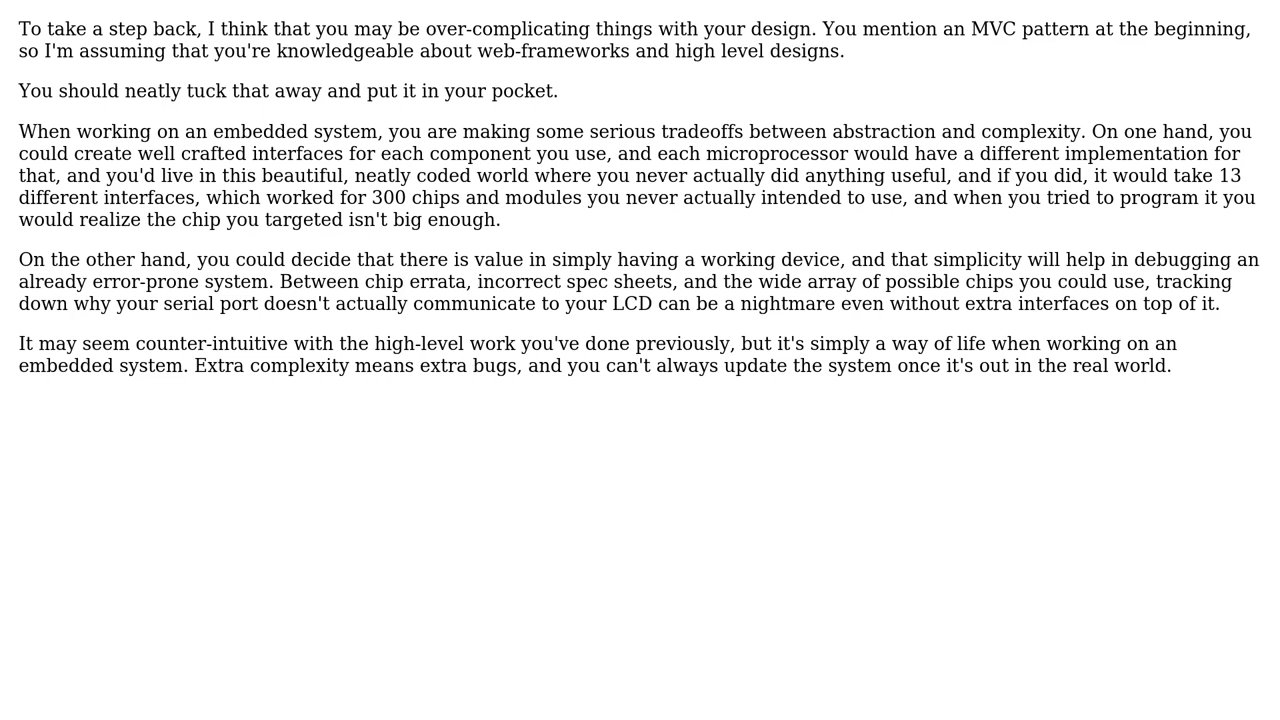 To take a step back, I think that you may be over-complicating things with your design. You mention an MVC pattern at the beginning,
so I'm assuming that you're knowledgeable about web-frameworks and high level designs.
You should neatly tuck that away and put it in your pocket.
When working on an embedded system, you are making some serious tradeoffs between abstraction and complexity. On one hand, you
could create well crafted interfaces for each component you use, and each microprocessor would have a different implementation for
that, and you'd live in this beautiful, neatly coded world where you never actually did anything useful, and if you did, it would take 13
different interfaces, which worked for 300 chips and modules you never actually intended to use, and when you tried to program it you
would realize the chip you targeted isn't big enough.
On the other hand, you could decide that there is value in simply having a working device, and that simplicity will help in debugging an
already error-prone system. Between chip errata, incorrect spec sheets, and the wide array of possible chips you could use, tracking
down why your serial port doesn't actually communicate to your LCD can be a nightmare even without extra interfaces on top of it.
It may seem counter-intuitive with the high-level work you've done previously, but it's simply a way of life when working on an
embedded system. Extra complexity means extra bugs, and you can't always update the system once it's out in the real world.